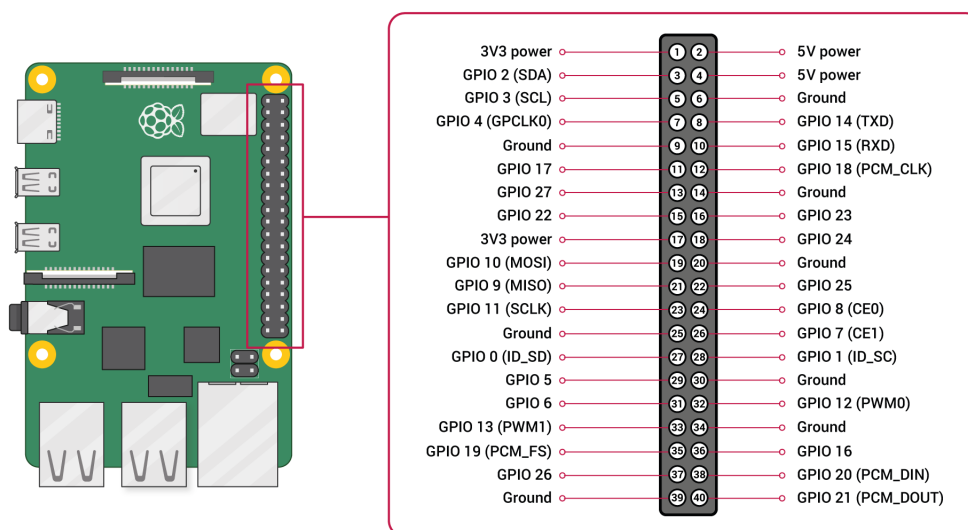 3V3 power 1 2 5V power
GPIO 2 (SDA) 3 4 5V power
GPIO 3 (SCL) 5 6 Ground
GPIO 4 (GPCLK0) 7 8 GPIO 14 (TXD)
Ground 9 10 GPIO 15 (RXD)
GPIO 17 11 12 GPIO 18 (PCM_CLK)
GPIO 27 13 14 Ground
GPIO 22 15 16 GPIO 23
3V3 power 17 18 GPIO 24
GPIO 10 (MOSI) 19 20 Ground
GPIO 9 (MISO) 21 22 GPIO 25
GPIO 11 (SCLK) 23 24 GPIO 8 (CE0)
Ground 25 26 GPIO 7 (CE1)
GPIO 0 (ID_SD) 27 28 GPIO 1 (ID_SC)
GPIO 5 29 30 Ground
GPIO 6 31 32 GPIO 12 (PWM0)
GPIO 13 (PWM1) 33 34 Ground
GPIO 19 (PCM_FS) 35 36 GPIO 16
GPIO 26 37 38 GPIO 20 (PCM_DIN)
Ground 39 40 GPIO 21 (PCM_DOUT)